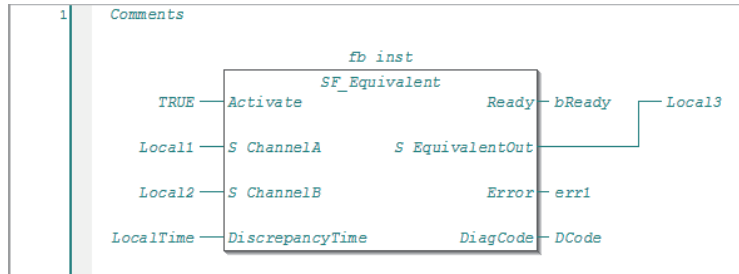 1 Comments
fb inst
SF_Equivalent
TRUE Activate Ready bReady Local3
Local1 S ChannelA S EquivalentOut
Local2 S ChannelB Error err1
LocalTime DiscrepancyTime DiagCode DCode